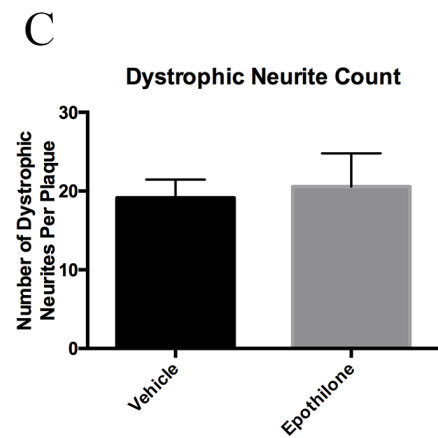 C
Dystrophic Neurite Count
Number of Dystrophic
Neurites Per Plaque
30
20
10
0
Vehicle
Epothilone